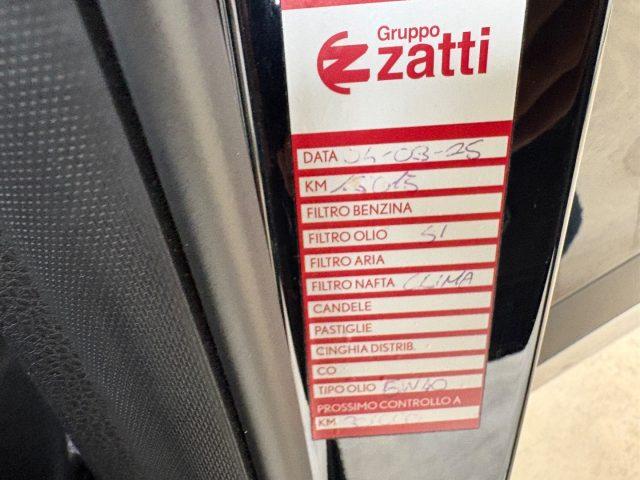 Gruppo
zatti
DATA 04-03-25
KM 15015
FILTRO BENZINA
FILTRO OLIO SI
FILTRO ARIA
FILTRO NAFTA CLIMA
CANDELE
PASTIGLIE
CINGHIA DISTRIB.
CO
TIPO OLIO 5W40
PROSSIMO CONTROLLO A
KM